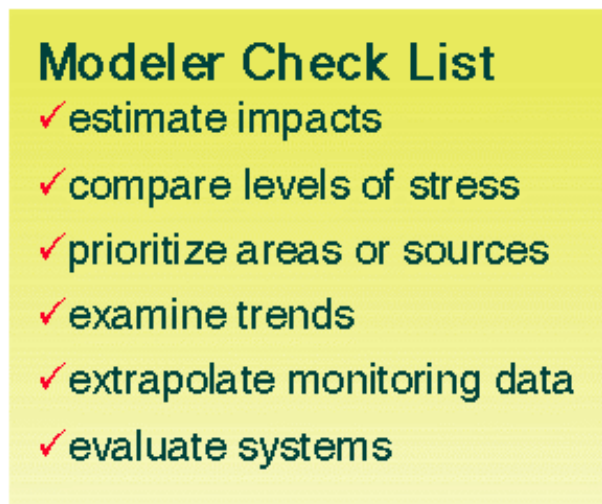 Modeler Check List
✓estimate impacts
✓compare levels of stress
✓prioritize areas or sources
✓examine trends
✓extrapolate monitoring data
✓evaluate systems